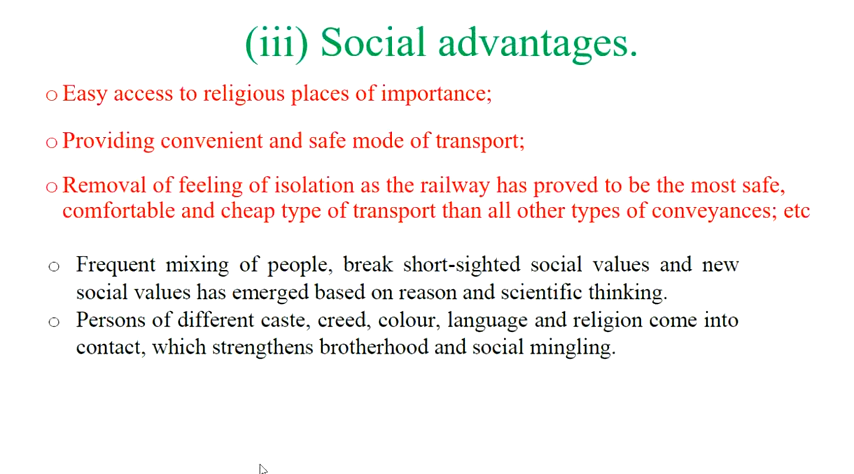 (iii) Social advantages.
o Easy access to religious places of importance;
o Providing convenient and safe mode of transport;
o Removal of feeling of isolation as the railway has proved to be the most safe,
comfortable and cheap type of transport than all other types of conveyances; etc
o Frequent mixing of people, break short-sighted social values and new
social values has emerged based on reason and scientific thinking.
o Persons of different caste, creed, colour, language and religion come into
contact, which strengthens brotherhood and social mingling.